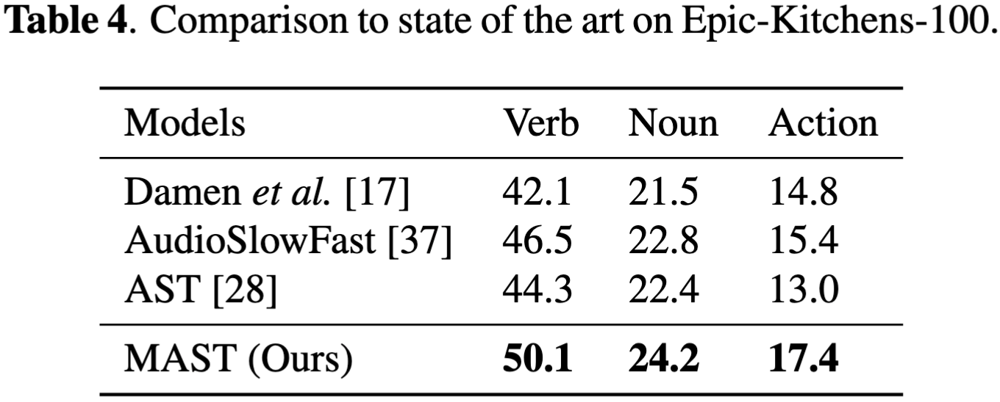 Table 4. Comparison to state of the art on Epic-Kitchens-100.
Models Verb Noun Action
Damen et al. [17] 42.1 21.5 14.8
AudioSlowFast [37] 46.5 22.8 15.4
AST [28] 44.3 22.4 13.0
MAST (Ours) 50.1 24.2 17.4